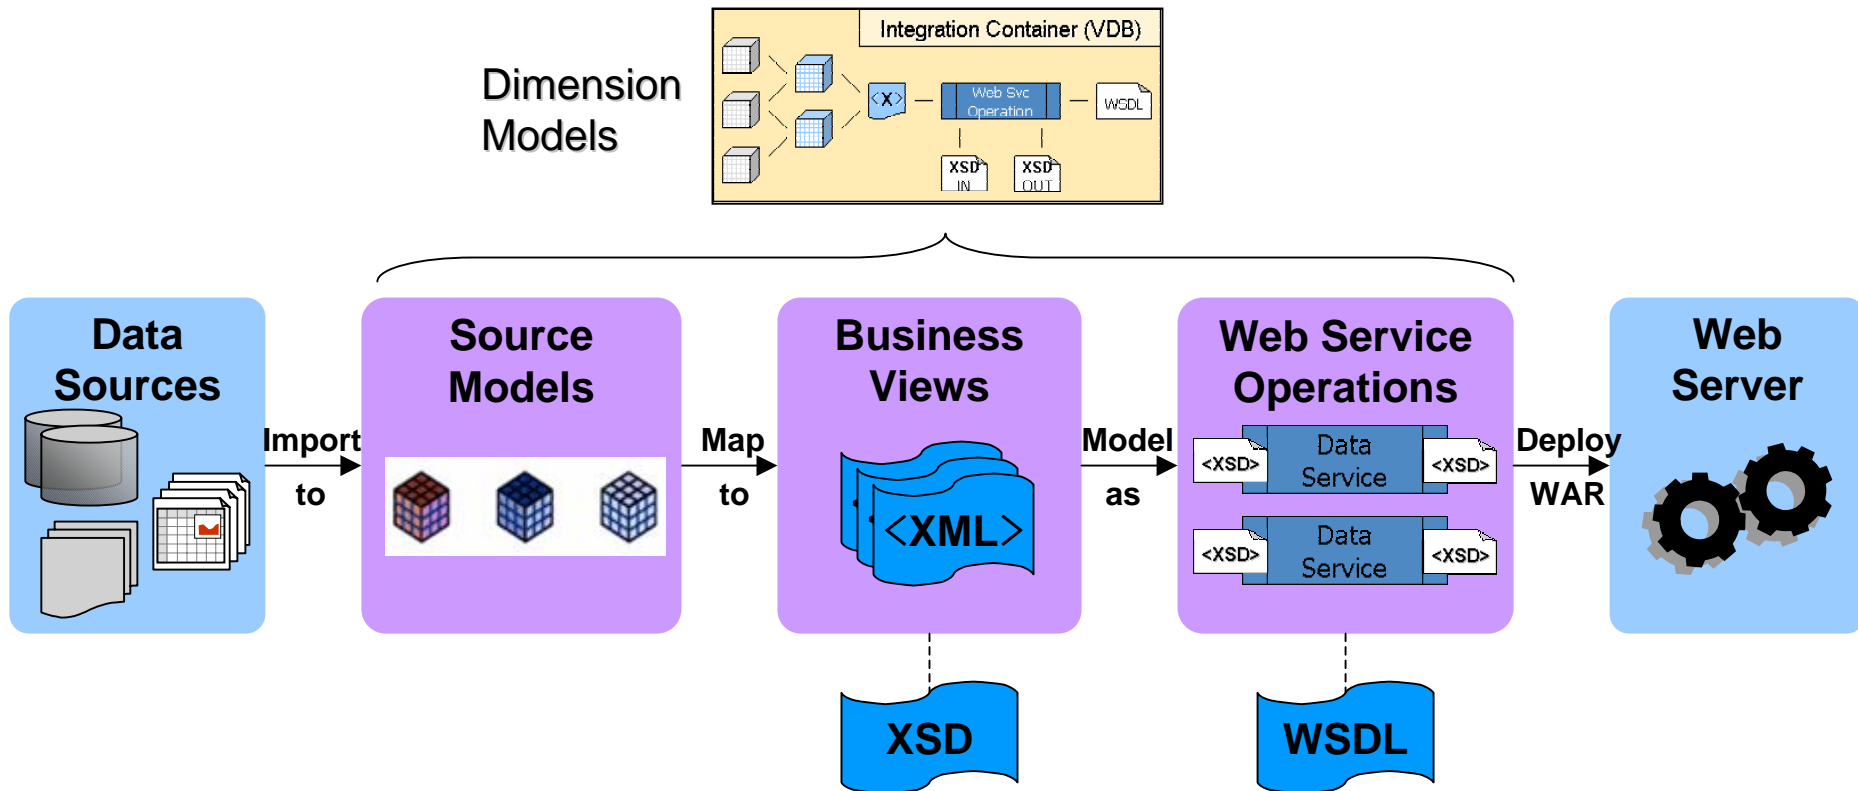 Integration Container (VDB)
Dimension
Models
<X>
Web Svc
Operation
WSDL
XSD
IN
XSD
OUT
Data
Sources
Import
to
Source
Models
Map
to
Business
Views
<XML>
Model
as
Web Service
Operations
<XSD>
Data
Service
<XSD>
<XSD>
Data
Service
<XSD>
Deploy
WAR
Web
Server
XSD
WSDL